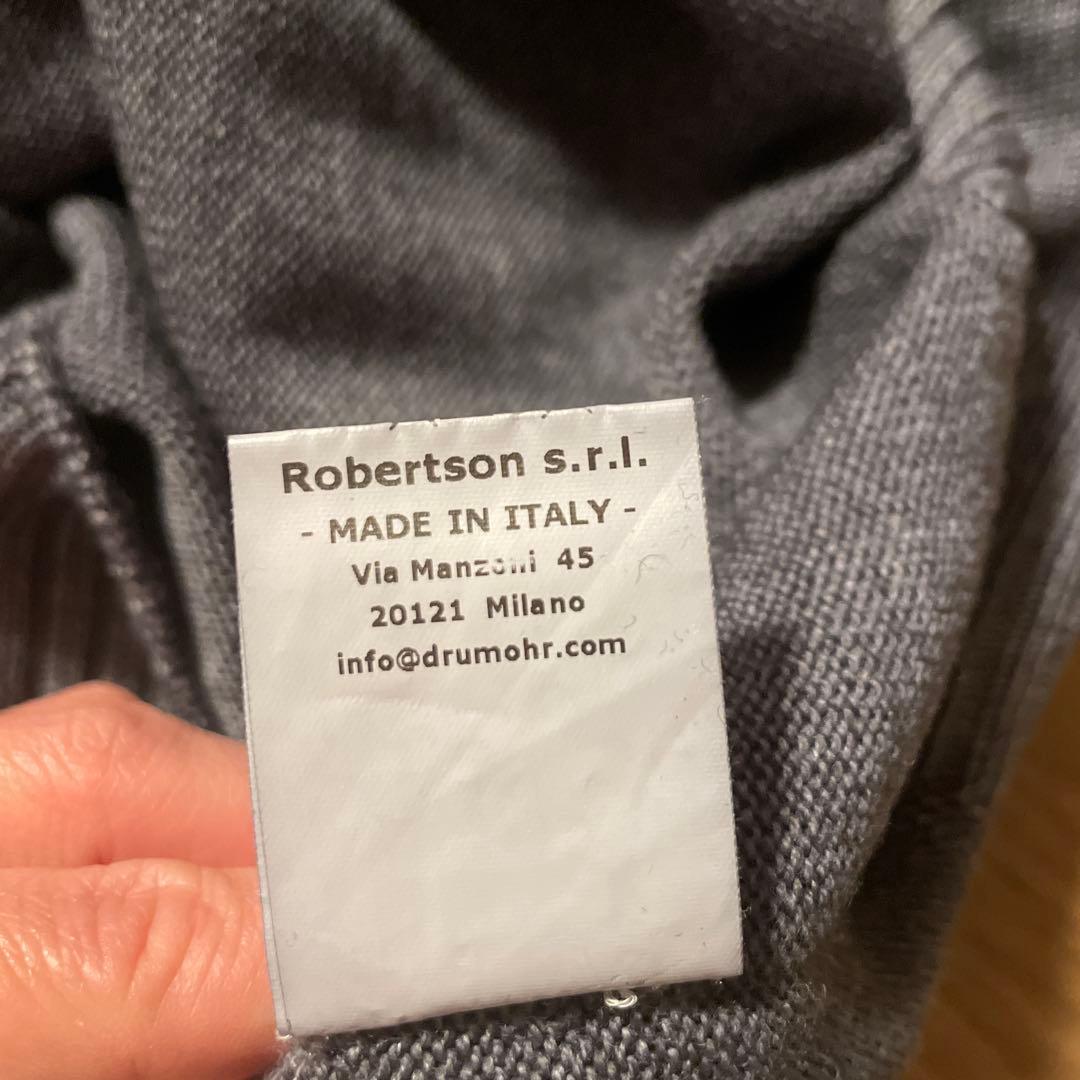 Robertson s.r.l.
- MADE IN ITALY -
Via Manzoni 45
20121 Milano
info@drumohr.com